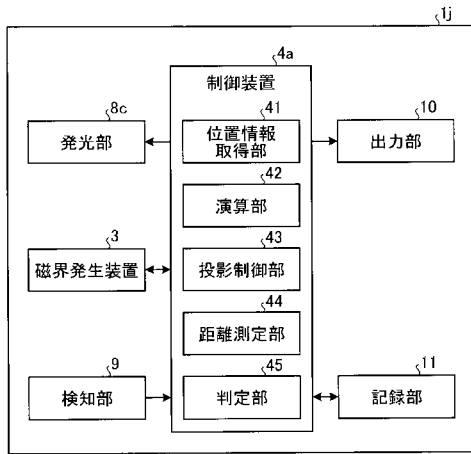 1j
4a
制御装置
8c
発光部
41
位置情報
取得部
10
出力部
42
演算部
3
磁界発生装置
43
投影制御部
44
距離測定部
9
検知部
45
判定部
11
記録部